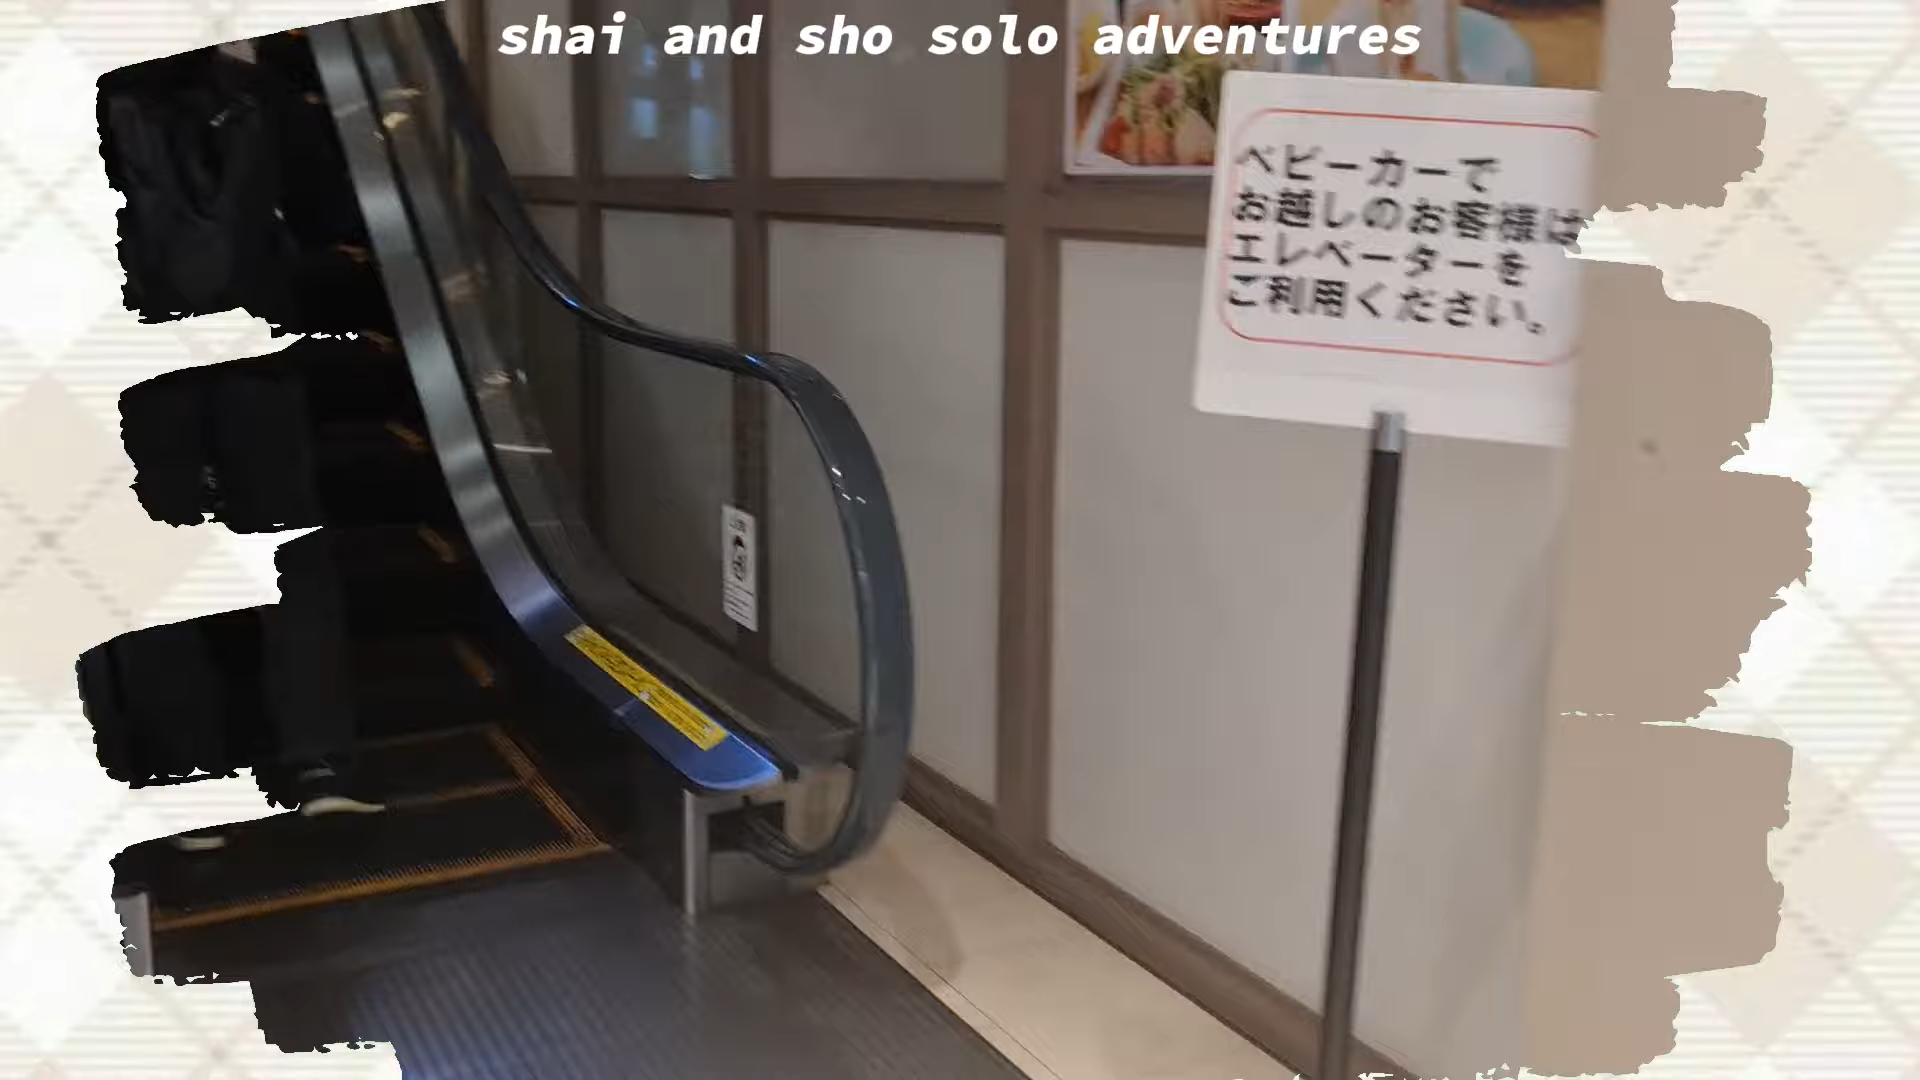 shai and sho solo adventures
ベビーカーで
お越しのお客様は
エレベーターを
ご利用ください。